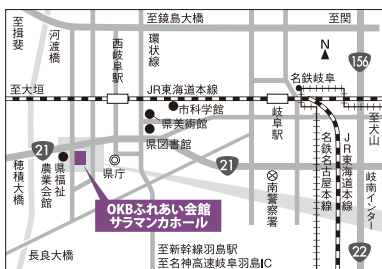 至鏡島大橋
至関
至揖斐
河渡橋
西岐阜駅
環状線
N
156
名鉄岐阜
至大垣
JR東海道本線
市科学館
県美術館
県図書館
岐阜駅
至犬山
21
21
穂積大橋
県福祉
農業会館
県庁
南警察署
名鉄名古屋本線
JR東海道本線
岐南インター
OKBふれあい会館
サラマンカホール
長良大橋
至新幹線羽島駅
至名神高速岐阜羽島IC
22